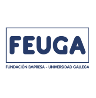 FEUGA
FUNDACIÓN EMPRESA - UNIVERSIDAD GALLEGA